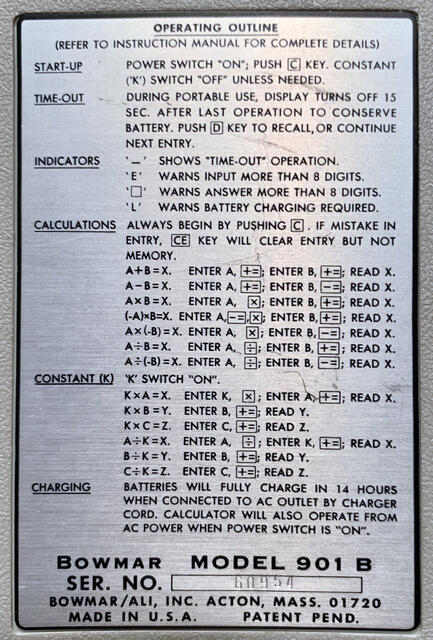 OPERATING OUTLINE
(REFER TO INSTRUCTION MANUAL FOR COMPLETE DETAILS)
START-UP POWER SWITCH "ON"; PUSH [C] KEY. CONSTANT
('K') SWITCH "OFF" UNLESS NEEDED.
TIME-OUT DURING PORTABLE USE, DISPLAY TURNS OFF 15
SEC. AFTER LAST OPERATION TO CONSERVE
BATTERY. PUSH [D] KEY TO RECALL, OR CONTINUE
NEXT ENTRY.
INDICATORS '—' SHOWS "TIME-OUT" OPERATION.
'E' WARNS INPUT MORE THAN 8 DIGITS.
'□' WARNS ANSWER MORE THAN 8 DIGITS.
'L' WARNS BATTERY CHARGING REQUIRED.
CALCULATIONS ALWAYS BEGIN BY PUSHING [C]. IF MISTAKE IN
ENTRY, [CE] KEY WILL CLEAR ENTRY BUT NOT
MEMORY.
A+B=X. ENTER A, [+=]; ENTER B, [+=]; READ X.
A−B=X. ENTER A, [+=]; ENTER B, [−=]; READ X.
A×B=X. ENTER A, [×]; ENTER B, [+=]; READ X.
(-A)×B=X. ENTER A, [−=], [×]; ENTER B, [+=]; READ X.
A×(-B)=X. ENTER A, [×]; ENTER B, [−=]; READ X.
A÷B=X. ENTER A, [÷]; ENTER B, [+=]; READ X.
A÷(-B)=X. ENTER A, [÷]; ENTER B, [−=]; READ X.
CONSTANT (K) 'K' SWITCH "ON".
K×A=X. ENTER K, [×]; ENTER A, [+=]; READ X.
K×B=Y. ENTER B, [+=]; READ Y.
K×C=Z. ENTER C, [+=]; READ Z.
A÷K=X. ENTER A, [÷]; ENTER K, [+=]; READ X.
B÷K=Y. ENTER B, [+=]; READ Y.
C÷K=Z. ENTER C, [+=]; READ Z.
CHARGING BATTERIES WILL FULLY CHARGE IN 14 HOURS
WHEN CONNECTED TO AC OUTLET BY CHARGER
CORD. CALCULATOR WILL ALSO OPERATE FROM
AC POWER WHEN POWER SWITCH IS "ON".
BOWMAR MODEL 901 B
SER. NO. 60954
BOWMAR/ALI, INC. ACTON, MASS. 01720
MADE IN U.S.A. PATENT PEND.